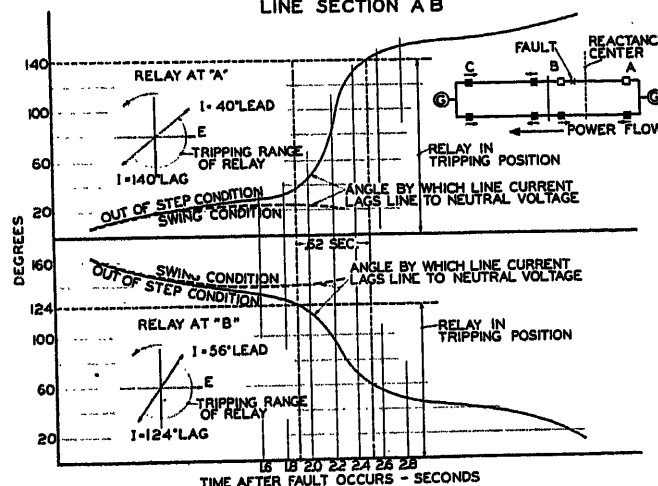 LINE SECTION AB
140
100
60
20
DEGREES
RELAY AT "A"
I = 40° LEAD
E
TRIPPING RANGE
OF RELAY
I = 140° LAG
OUT OF STEP CONDITION
SWING CONDITION
C
FAULT
B
REACTANCE
CENTER
A
G
G
POWER FLOW
RELAY IN
TRIPPING POSITION
ANGLE BY WHICH LINE CURRENT
LAGS LINE TO NEUTRAL VOLTAGE
.52 SEC.
160
124
100
60
20
SWING CONDITION
OUT OF STEP CONDITION
ANGLE BY WHICH LINE CURRENT
LAGS LINE TO NEUTRAL VOLTAGE
RELAY AT "B"
I = 56° LEAD
E
TRIPPING RANGE
OF RELAY
I = 124° LAG
RELAY IN
TRIPPING POSITION
1.6 1.8 2.0 2.2 2.4 2.6 2.8
TIME AFTER FAULT OCCURS - SECONDS